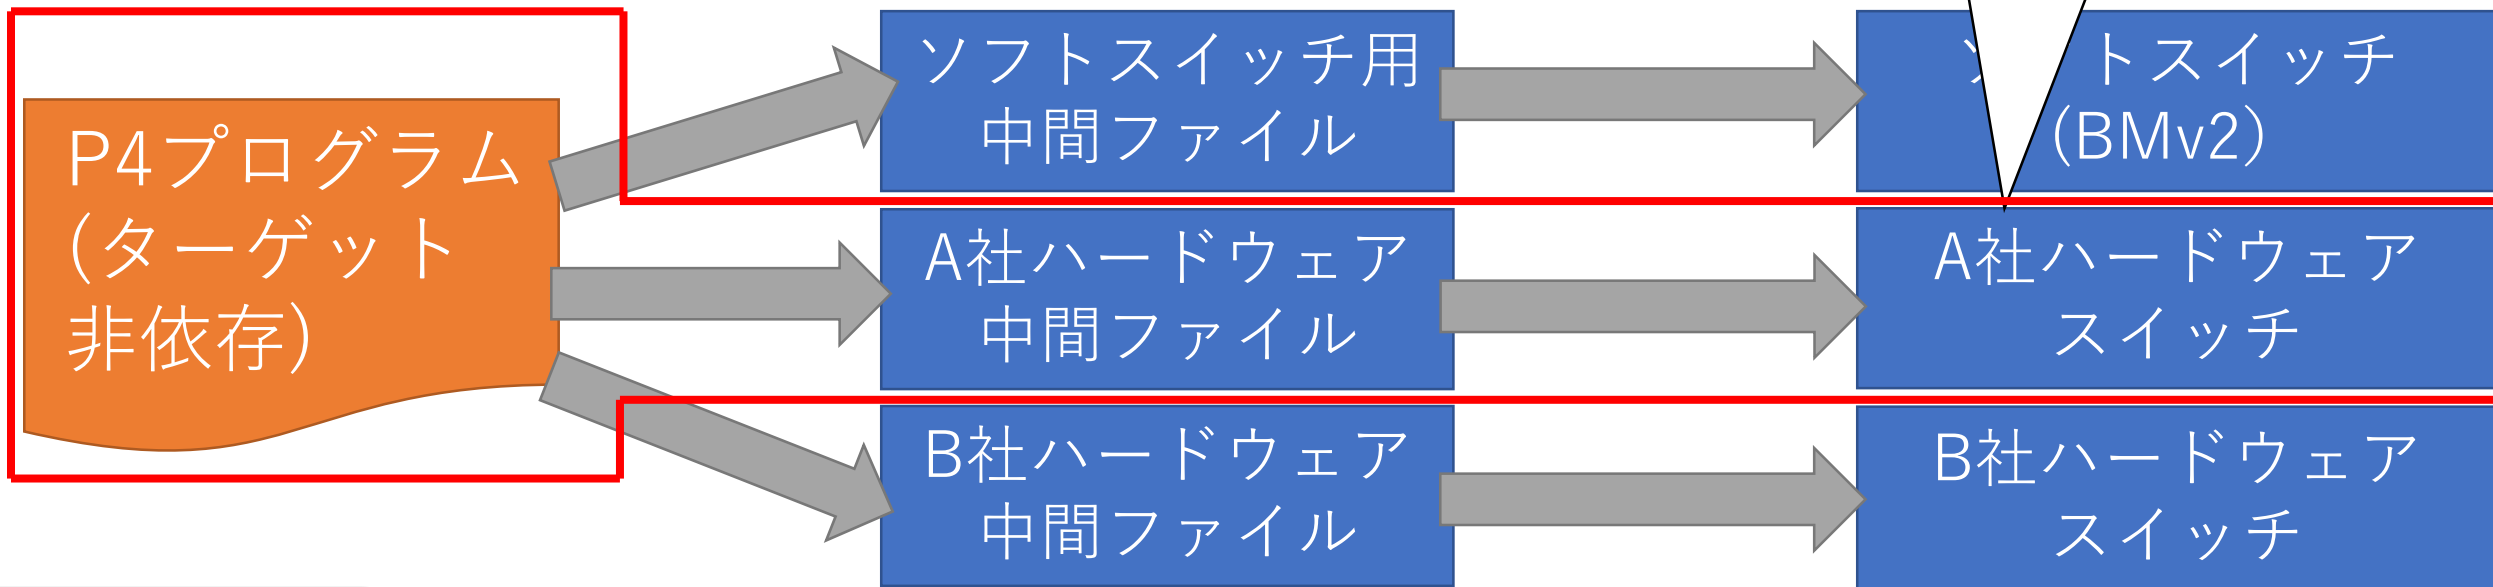 P4プログラム
(ターゲット
非依存)
ソフトスイッチ用
中間ファイル
A社ハードウェア
中間ファイル
B社ハードウェア
中間ファイル
トスイッチ
(BMv2)
A社ハードウェア
スイッチ
B社ハードウェア
スイッチ